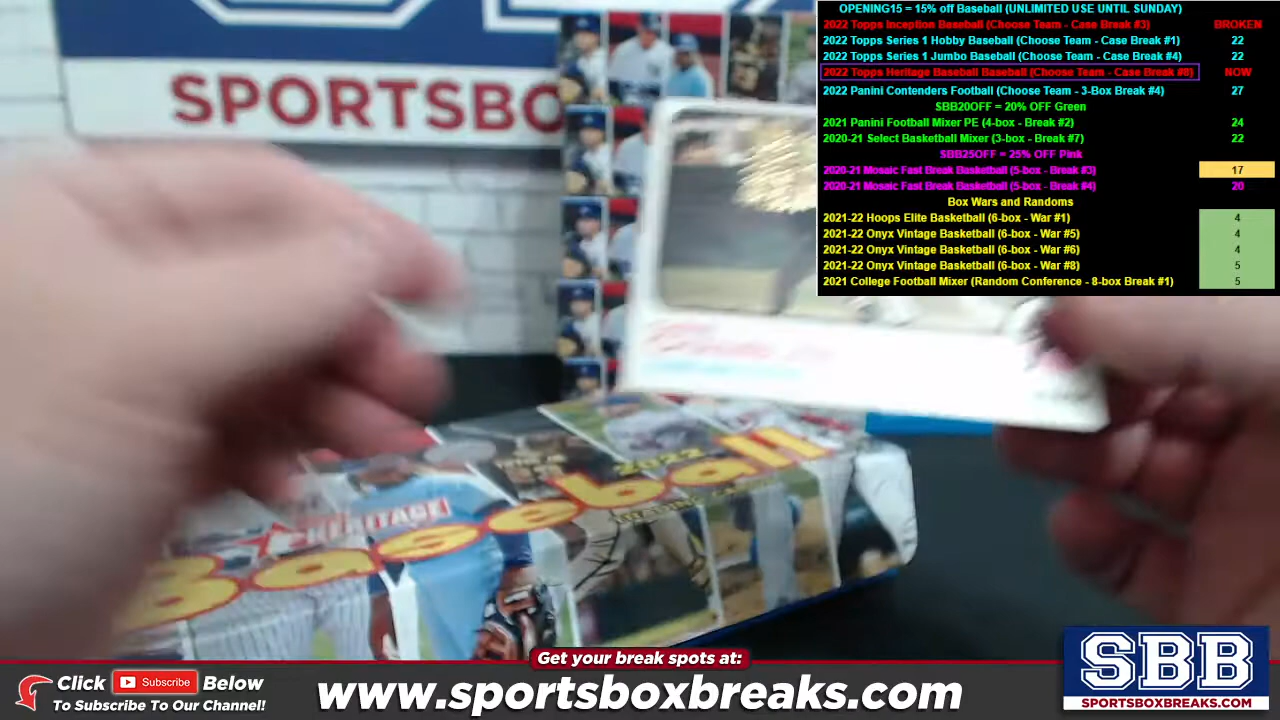 OPENING15 = 15% off Baseball (UNLIMITED USE UNTIL SUNDAY)
2022 Topps Inception Baseball (Choose Team - Case Break #3) BROKEN
2022 Topps Series 1 Hobby Baseball (Choose Team - Case Break #1) 22
2022 Topps Series 1 Jumbo Baseball (Choose Team - Case Break #4) 22
2022 Topps Heritage Baseball Baseball (Choose Team - Case Break #8) NOW
2022 Panini Contenders Football (Choose Team - 3-Box Break #4) 27
SBB20OFF = 20% OFF Green
2021 Panini Football Mixer PE (4-box - Break #2) 24
2020-21 Select Basketball Mixer (3-box - Break #7) 22
SBB25OFF = 25% OFF Pink
2020-21 Mosaic Fast Break Basketball (5-box - Break #3) 17
2020-21 Mosaic Fast Break Basketball (5-box - Break #4) 20
Box Wars and Randoms
2021-22 Hoops Elite Basketball (6-box - War #1) 4
2021-22 Onyx Vintage Basketball (6-box - War #5) 4
2021-22 Onyx Vintage Basketball (6-box - War #6) 4
2021-22 Onyx Vintage Basketball (6-box - War #8) 5
2021 College Football Mixer (Random Conference - 8-box Break #1) 5
SPORTSBO
HERITAGE
2022
Baseball
Get your break spots at:
Click Subscribe Below
To Subscribe To Our Channel!
www.sportsboxbreaks.com
SBB
SPORTSBOXBREAKS.COM